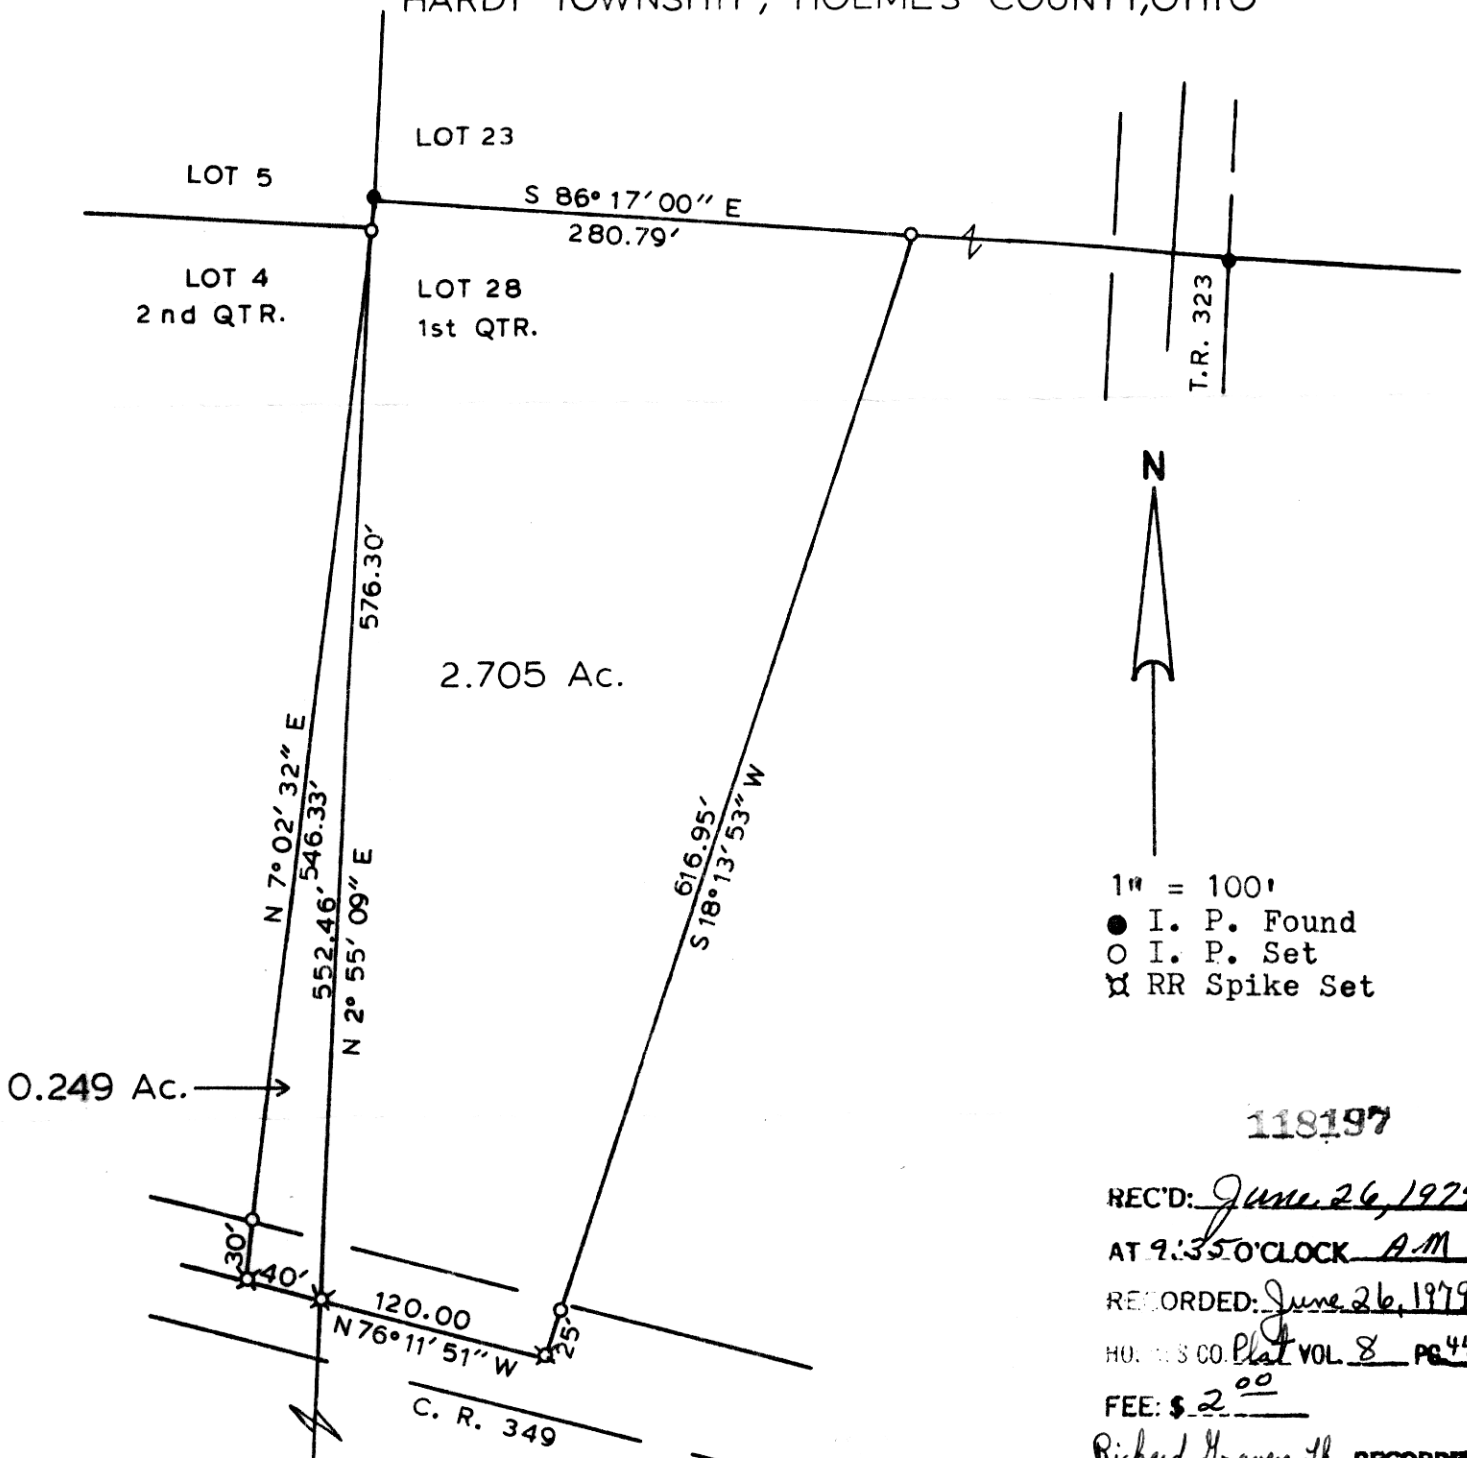 HARDY TOWNSHIP, HOLMES COUNTY, OHIO
LOT 23
LOT 5
S 86° 17′ 00″ E
280.79′
LOT 4
2nd QTR.
LOT 28
1st QTR.
T.R. 323
N
576.30′
2.705 Ac.
N 7° 02′ 32″ E
546.33′
552.46′
N 2° 55′ 09″ E
616.95′
S 18° 13′ 53″ W
1" = 100'
I. P. Found
I. P. Set
RR Spike Set
0.249 Ac.
118197
REC'D: June 26, 197
AT 9:35 O'CLOCK A.M
RECORDED: June 26, 1979
CO. Plat VOL. 8 PG.
FEE: $ 2 00
Richard
30′
40′
120.00
N 76° 11′ 51″ W
25′
C. R. 349